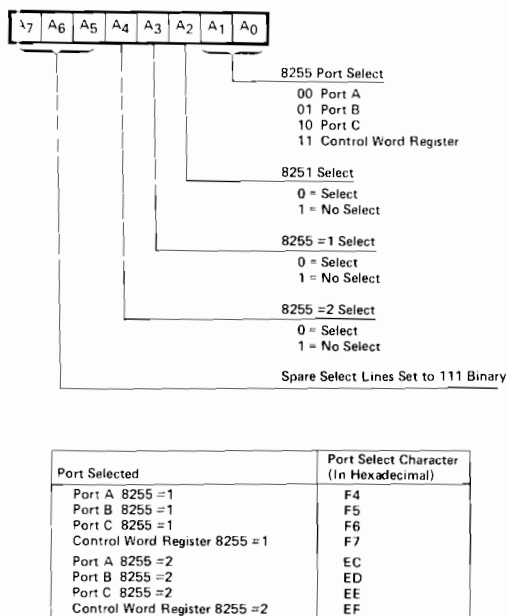 A7 A6 A5 A4 A3 A2 A1 A0
8255 Port Select
00 Port A
01 Port B
10 Port C
11 Control Word Register
8251 Select
0 = Select
1 = No Select
8255 =1 Select
0 = Select
1 = No Select
8255 =2 Select
0 = Select
1 = No Select
Spare Select Lines Set to 111 Binary
Port Selected Port Select Character
(In Hexadecimal)
Port A 8255 =1 F4
Port B 8255 =1 F5
Port C 8255 =1 F6
Control Word Register 8255 =1 F7
Port A 8255 =2 EC
Port B 8255 =2 ED
Port C 8255 =2 EE
Control Word Register 8255 =2 EF